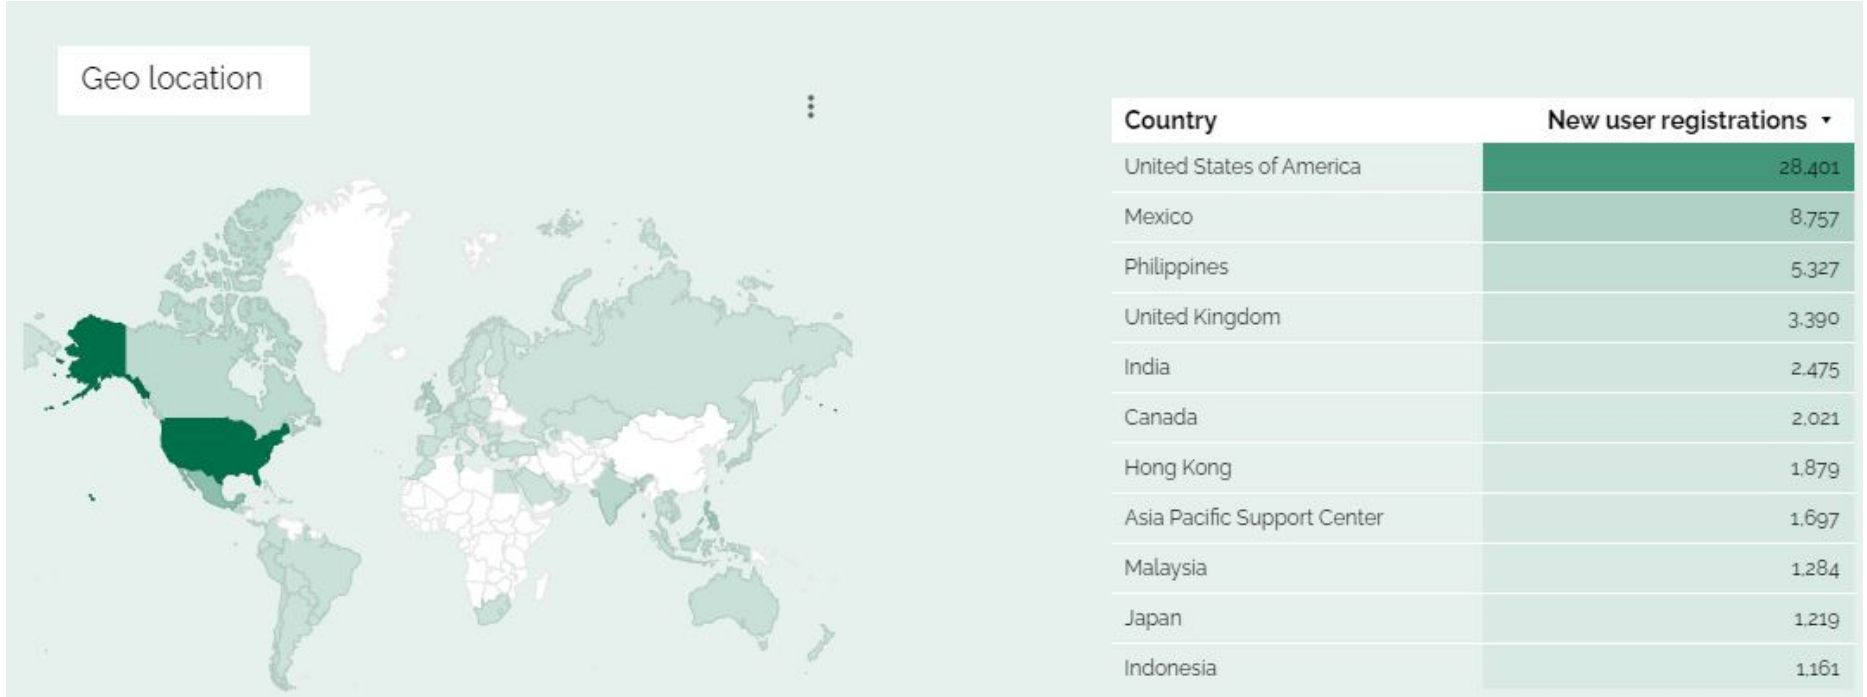 Geo location
Country New user registrations
United States of America 28,401
Mexico 8,757
Philippines 5,327
United Kingdom 3,390
India 2,475
Canada 2,021
Hong Kong 1,879
Asia Pacific Support Center 1,697
Malaysia 1,284
Japan 1,219
Indonesia 1,161